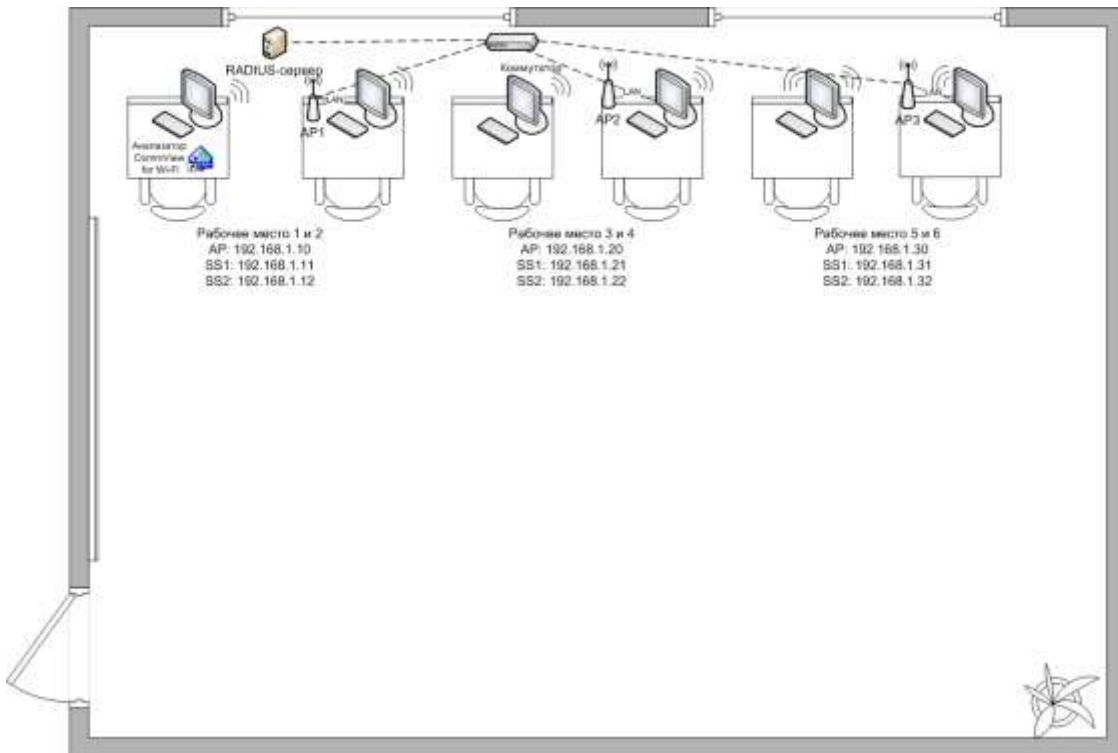 RADIUS-сервер
Коммутатор
LAN
AP1
LAN
AP2
LAN
AP3
Анализатор
CommView
for Wi-Fi
Рабочее место 1 и 2
AP: 192.168.1.10
SS1: 192.168.1.11
SS2: 192.168.1.12
Рабочее место 3 и 4
AP: 192.168.1.20
SS1: 192.168.1.21
SS2: 192.168.1.22
Рабочее место 5 и 6
AP: 192.168.1.30
SS1: 192.168.1.31
SS2: 192.168.1.32